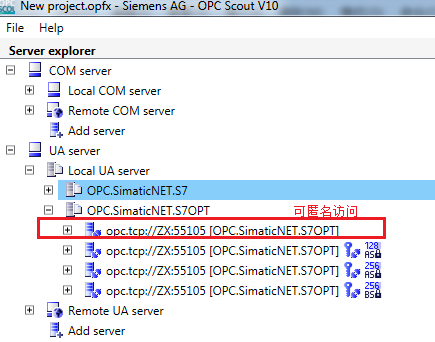 New project.opfx - Siemens AG - OPC Scout V10
File Help
Server explorer
COM server
Local COM server
Remote COM server
Add server
UA server
Local UA server
OPC.SimaticNET.S7
OPC.SimaticNET.S7OPT 可匿名访问
opc.tcp://ZX:55105 [OPC.SimaticNET.S7OPT]
opc.tcp://ZX:55105 [OPC.SimaticNET.S7OPT] 128 AS
opc.tcp://ZX:55105 [OPC.SimaticNET.S7OPT] 256 AS
opc.tcp://ZX:55105 [OPC.SimaticNET.S7OPT] 256 BS
Remote UA server
Add server